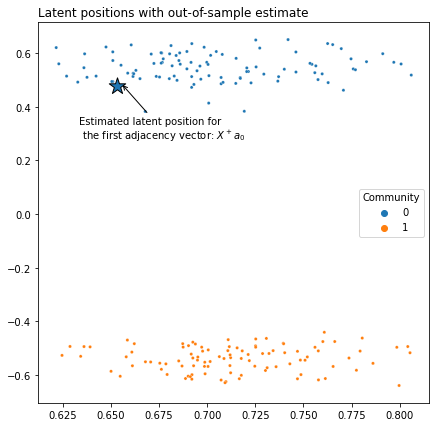 Latent positions with out-of-sample estimate
0.6
0.4
Estimated latent position for
the first adjacency vector: X⁺a₀
0.2
Community
0
1
0.0
−0.2
−0.4
−0.6
0.625 0.650 0.675 0.700 0.725 0.750 0.775 0.800